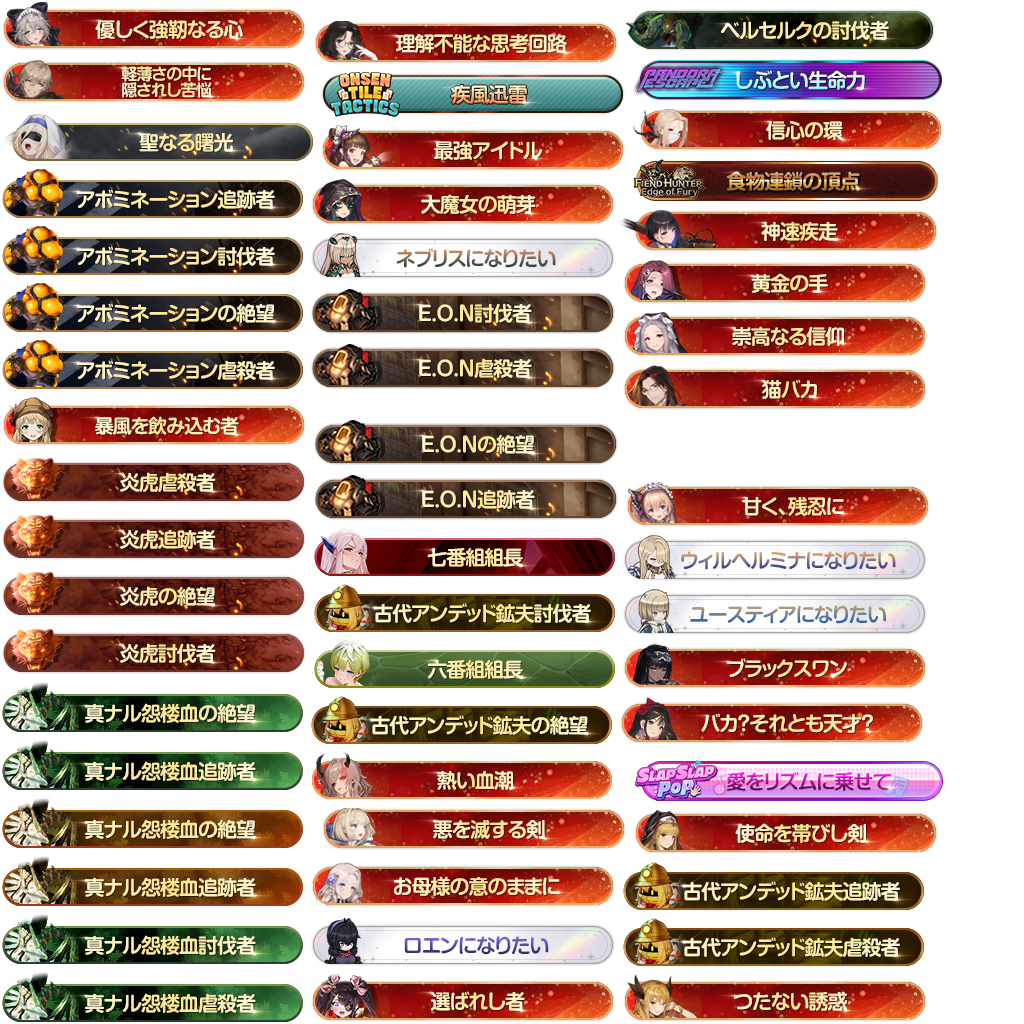 優しく強靭なる心
軽薄さの中に
隠されし苦悩
聖なる曙光
アボミネーション追跡者
アボミネーション討伐者
アボミネーションの絶望
アボミネーション虐殺者
暴風を飲み込む者
炎虎虐殺者
炎虎追跡者
炎虎の絶望
炎虎討伐者
真ナル怨楼血の絶望
真ナル怨楼血追跡者
真ナル怨楼血の絶望
真ナル怨楼血追跡者
真ナル怨楼血討伐者
真ナル怨楼血虐殺者
理解不能な思考回路
ONSEN
TILE
TACTICS
疾風迅雷
最強アイドル
大魔女の萌芽
ネブリスになりたい
E.O.N討伐者
E.O.N虐殺者
E.O.Nの絶望
E.O.N追跡者
七番組組長
古代アンデッド鉱夫討伐者
六番組組長
古代アンデッド鉱夫の絶望
熱い血潮
悪を滅する剣
お母様の意のままに
ロエンになりたい
選ばれし者
ベルセルクの討伐者
PANDORA
ESCAPE
しぶとい生命力
信心の環
FIEND HUNTER
Edge of Fury
食物連鎖の頂点
神速疾走
黄金の手
崇高なる信仰
猫バカ
甘く、残忍に
ウィルヘルミナになりたい
ユースティアになりたい
ブラックスワン
バカ?それとも天才?
SLAP SLAP
POP
愛をリズムに乗せて
使命を帯びし剣
古代アンデッド鉱夫追跡者
古代アンデッド鉱夫虐殺者
つたない誘惑